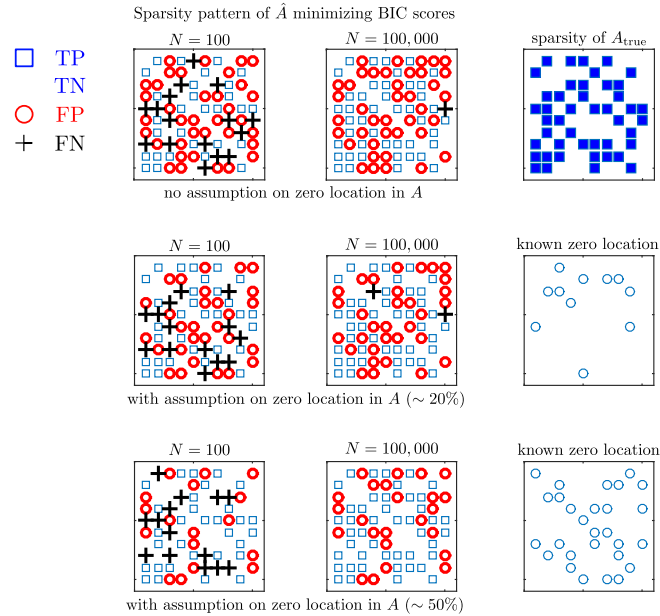 Sparsity pattern of Â minimizing BIC scores
N = 100
N = 100, 000
sparsity of A_true
TP
TN
FP
FN
no assumption on zero location in A
N = 100
N = 100, 000
known zero location
with assumption on zero location in A (∼ 20%)
N = 100
N = 100, 000
known zero location
with assumption on zero location in A (∼ 50%)